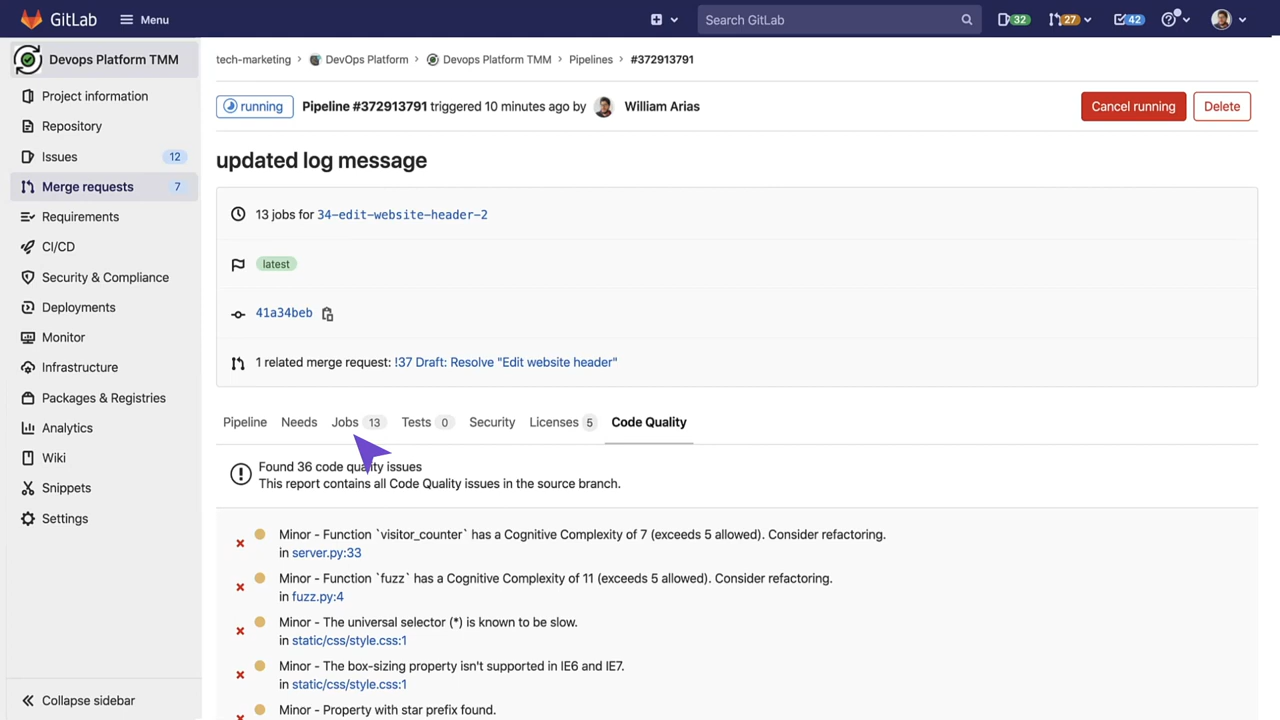 GitLab
Menu
Search GitLab
32
27
42
Devops Platform TMM
Project information
Repository
Issues 12
Merge requests 7
Requirements
CI/CD
Security & Compliance
Deployments
Monitor
Infrastructure
Packages & Registries
Analytics
Wiki
Snippets
Settings
Collapse sidebar
tech-marketing › DevOps Platform › Devops Platform TMM › Pipelines › #372913791
running Pipeline #372913791 triggered 10 minutes ago by William Arias
Cancel running Delete
updated log message
13 jobs for 34-edit-website-header-2
latest
41a34beb
1 related merge request: !37 Draft: Resolve "Edit website header"
Pipeline Needs Jobs 13 Tests 0 Security Licenses 5 Code Quality
Found 36 code quality issues
This report contains all Code Quality issues in the source branch.
Minor - Function `visitor_counter` has a Cognitive Complexity of 7 (exceeds 5 allowed). Consider refactoring.
in server.py:33
Minor - Function `fuzz` has a Cognitive Complexity of 11 (exceeds 5 allowed). Consider refactoring.
in fuzz.py:4
Minor - The universal selector (*) is known to be slow.
in static/css/style.css:1
Minor - The box-sizing property isn't supported in IE6 and IE7.
in static/css/style.css:1
Minor - Property with star prefix found.